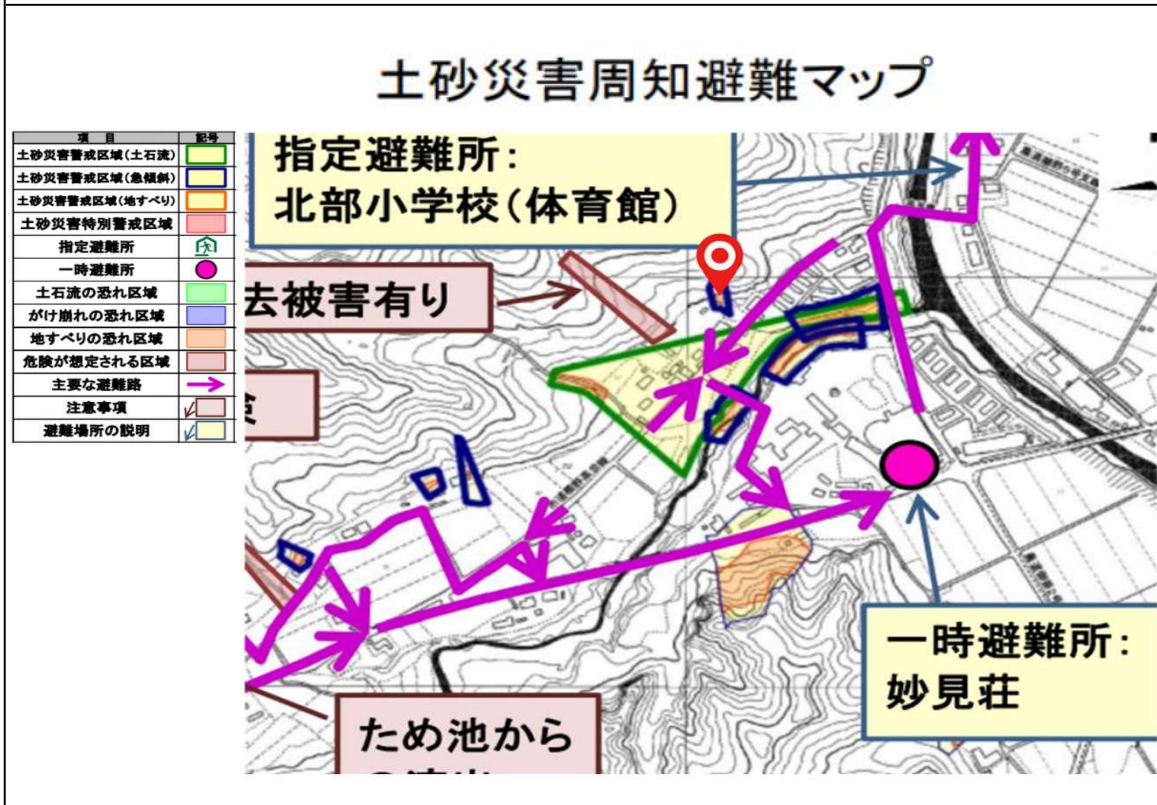 土砂災害周知避難マップ
項 目 記号
土砂災害警戒区域(土石流)
土砂災害警戒区域(急傾斜)
土砂災害警戒区域(地すべり)
土砂災害特別警戒区域
指定避難所
一時避難所
土石流の恐れ区域
がけ崩れの恐れ区域
地すべりの恐れ区域
危険が想定される区域
主要な避難路
注意事項
避難場所の説明
指定避難所:
北部小学校(体育館)
去被害有り
一時避難所:
妙見荘
ため池から